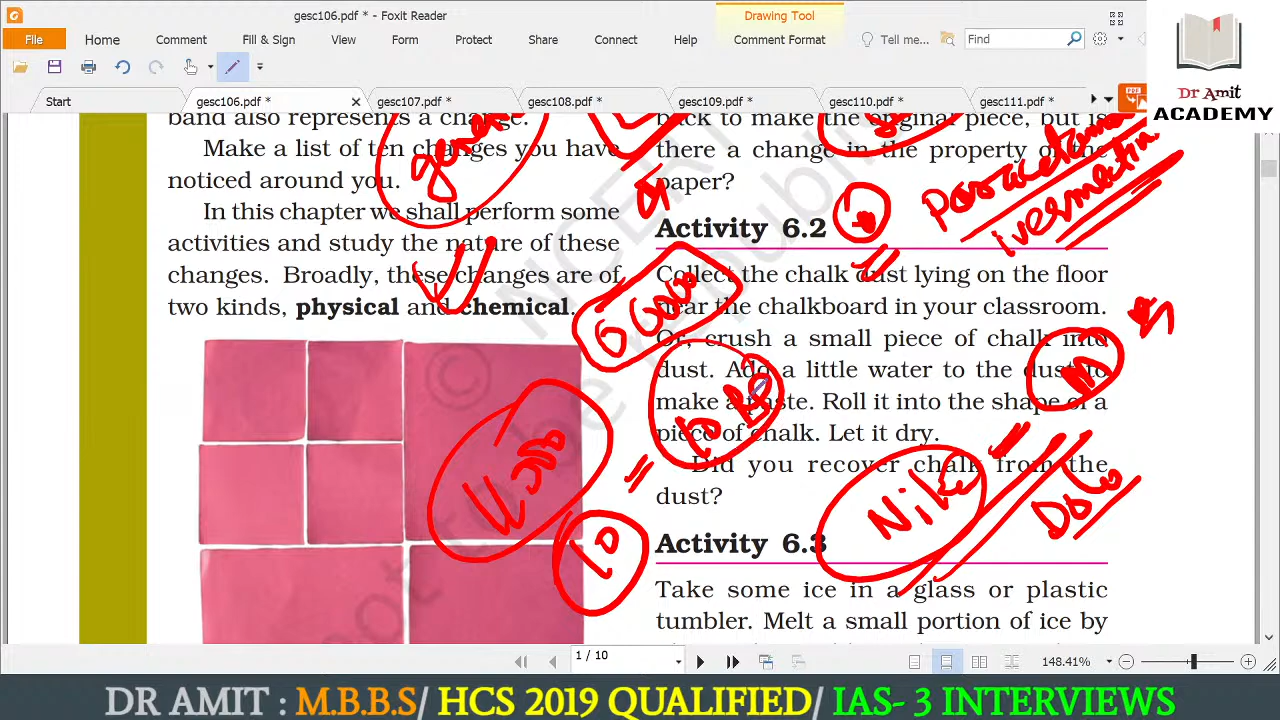 gesc106.pdf * - Foxit Reader
Drawing Tool
File
Home
Comment
Fill & Sign
View
Form
Protect
Share
Connect
Help
Comment Format
Tell me...
Find
Start
gesc106.pdf *
gesc107.pdf *
gesc108.pdf *
gesc109.pdf *
gesc110.pdf *
gesc111.pdf *
Dr Amit
ACADEMY
band also represents a change.
Make a list of ten changes you have
noticed around you.
In this chapter we shall perform some
activities and study the nature of these
changes. Broadly, these changes are of
two kinds, physical and chemical.
back to make the original piece, but is
there a change in the property of the
paper?
Activity 6.2
Collect the chalk dust lying on the floor
near the chalkboard in your classroom.
Or, crush a small piece of chalk into
dust. Add a little water to the dust to
make a paste. Roll it into the shape of a
piece of chalk. Let it dry.
Did you recover chalk from the
dust?
Activity 6.3
Take some ice in a glass or plastic
tumbler. Melt a small portion of ice by
© NCERT
not to be republish
ivermectin
Nike
Dolo
10
1 / 10
148.41%
DR AMIT : M.B.B.S/ HCS 2019 QUALIFIED/ IAS- 3 INTERVIEWS